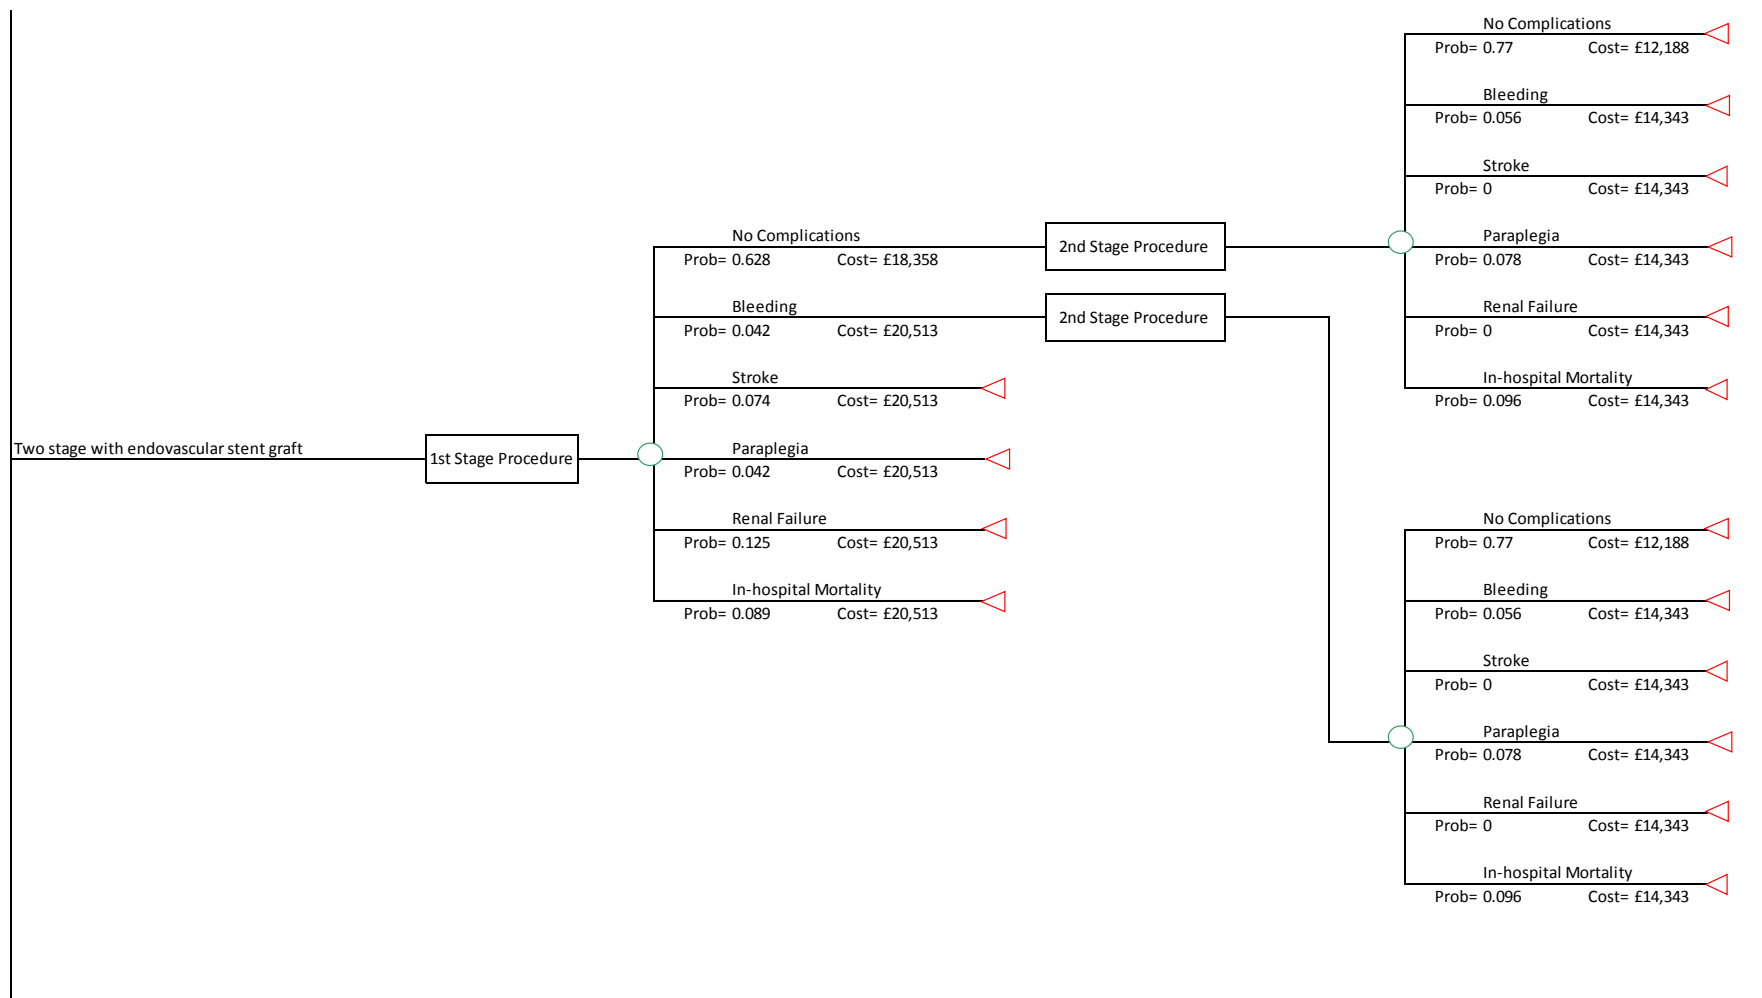 No Complications
Prob= 0.77 Cost= £12,188
Bleeding
Prob= 0.056 Cost= £14,343
Stroke
Prob= 0 Cost= £14,343
Paraplegia
Prob= 0.078 Cost= £14,343
Renal Failure
Prob= 0 Cost= £14,343
In-hospital Mortality
Prob= 0.096 Cost= £14,343
No Complications
Prob= 0.628 Cost= £18,358
2nd Stage Procedure
Bleeding
Prob= 0.042 Cost= £20,513
2nd Stage Procedure
Stroke
Prob= 0.074 Cost= £20,513
Paraplegia
Prob= 0.042 Cost= £20,513
Renal Failure
Prob= 0.125 Cost= £20,513
In-hospital Mortality
Prob= 0.089 Cost= £20,513
Two stage with endovascular stent graft
1st Stage Procedure
No Complications
Prob= 0.77 Cost= £12,188
Bleeding
Prob= 0.056 Cost= £14,343
Stroke
Prob= 0 Cost= £14,343
Paraplegia
Prob= 0.078 Cost= £14,343
Renal Failure
Prob= 0 Cost= £14,343
In-hospital Mortality
Prob= 0.096 Cost= £14,343